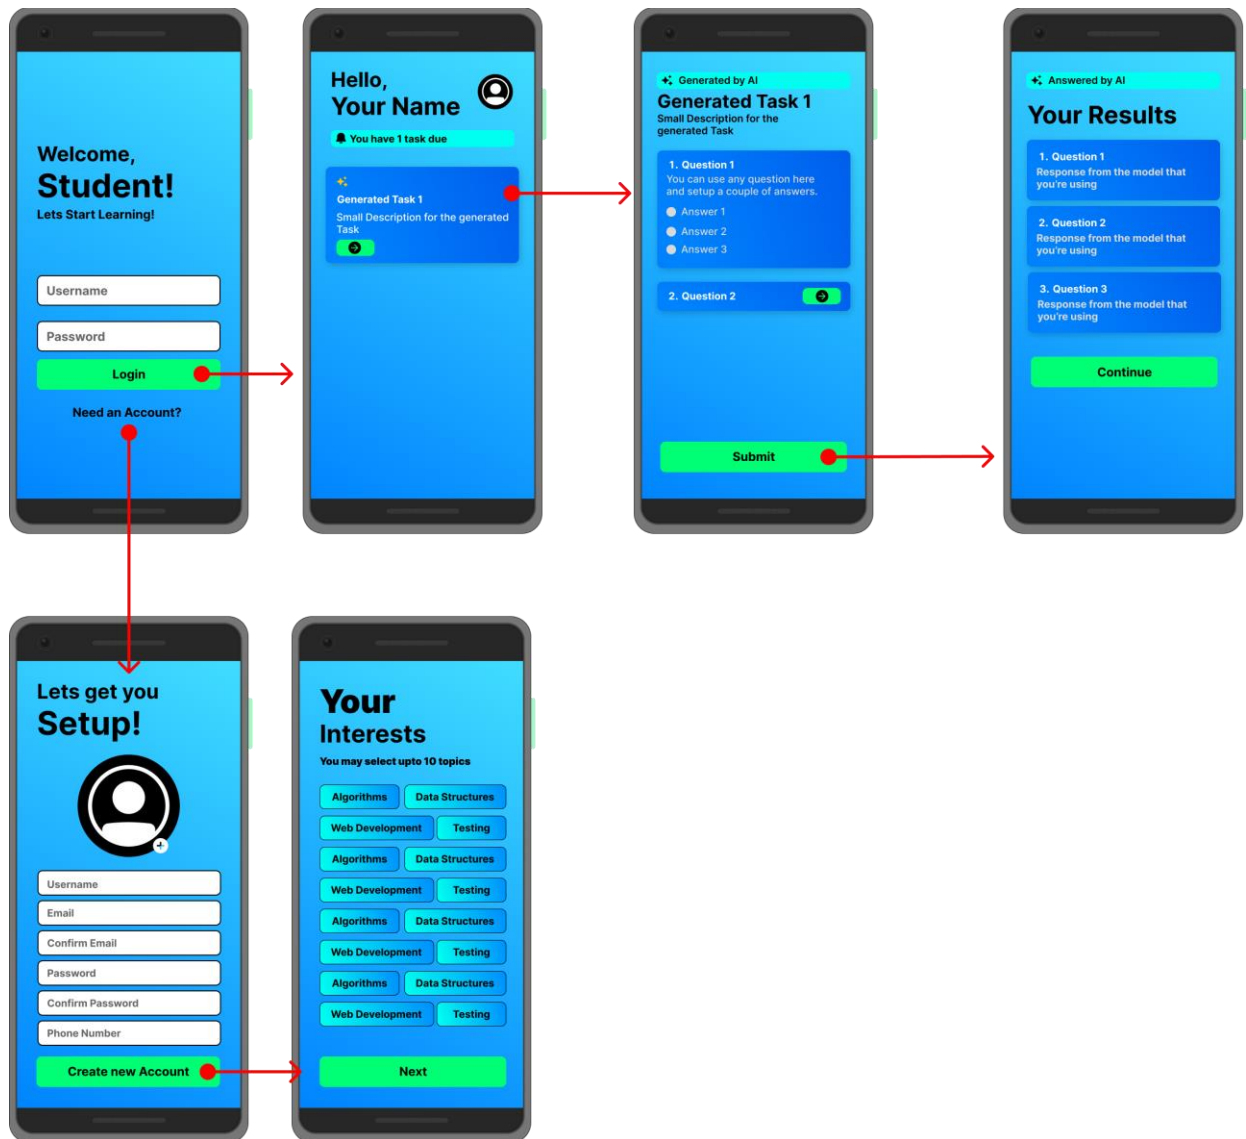 Welcome,
Student!
Lets Start Learning!
Username
Password
Login
Need an Account?
Hello,
Your Name
You have 1 task due
Generated Task 1
Small Description for the generated
Task
Generated by AI
Generated Task 1
Small Description for the
generated Task
1. Question 1
You can use any question here
and setup a couple of answers.
Answer 1
Answer 2
Answer 3
2. Question 2
Submit
Answered by AI
Your Results
1. Question 1
Response from the model that
you're using
2. Question 2
Response from the model that
you're using
3. Question 3
Response from the model that
you're using
Continue
Lets get you
Setup!
Username
Email
Confirm Email
Password
Confirm Password
Phone Number
Create new Account
Your
Interests
You may select upto 10 topics
Algorithms Data Structures
Web Development Testing
Algorithms Data Structures
Web Development Testing
Algorithms Data Structures
Web Development Testing
Algorithms Data Structures
Web Development Testing
Next